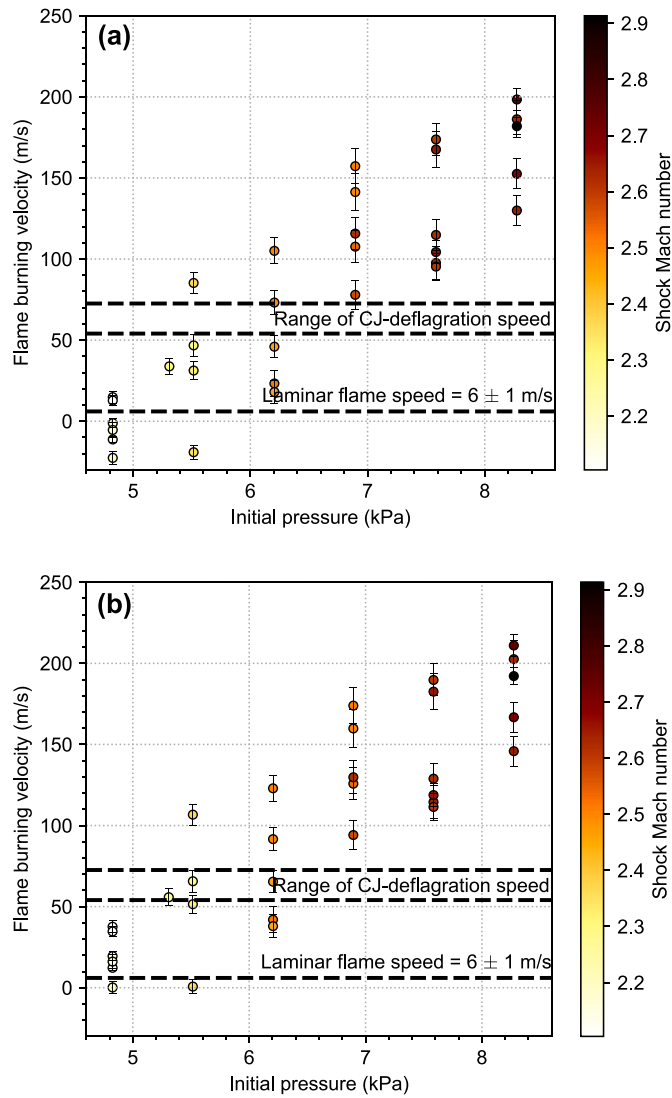 (a)
250
200
150
100
50
0
Flame burning velocity (m/s)
Range of CJ-deflagration speed
Laminar flame speed = 6 ± 1 m/s
5 6 7 8
Initial pressure (kPa)
2.9
2.8
2.7
2.6
2.5
2.4
2.3
2.2
Shock Mach number
(b)
250
200
150
100
50
0
Flame burning velocity (m/s)
Range of CJ-deflagration speed
Laminar flame speed = 6 ± 1 m/s
5 6 7 8
Initial pressure (kPa)
2.9
2.8
2.7
2.6
2.5
2.4
2.3
2.2
Shock Mach number